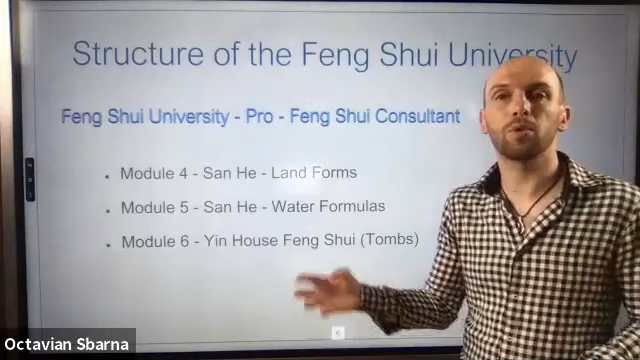 Structure of the Feng Shui University
Feng Shui University - Pro - Feng Shui Consultant
• Module 4 - San He - Land Forms
• Module 5 - San He - Water Formulas
• Module 6 - Yin House Feng Shui (Tombs)
Octavian Sbarna